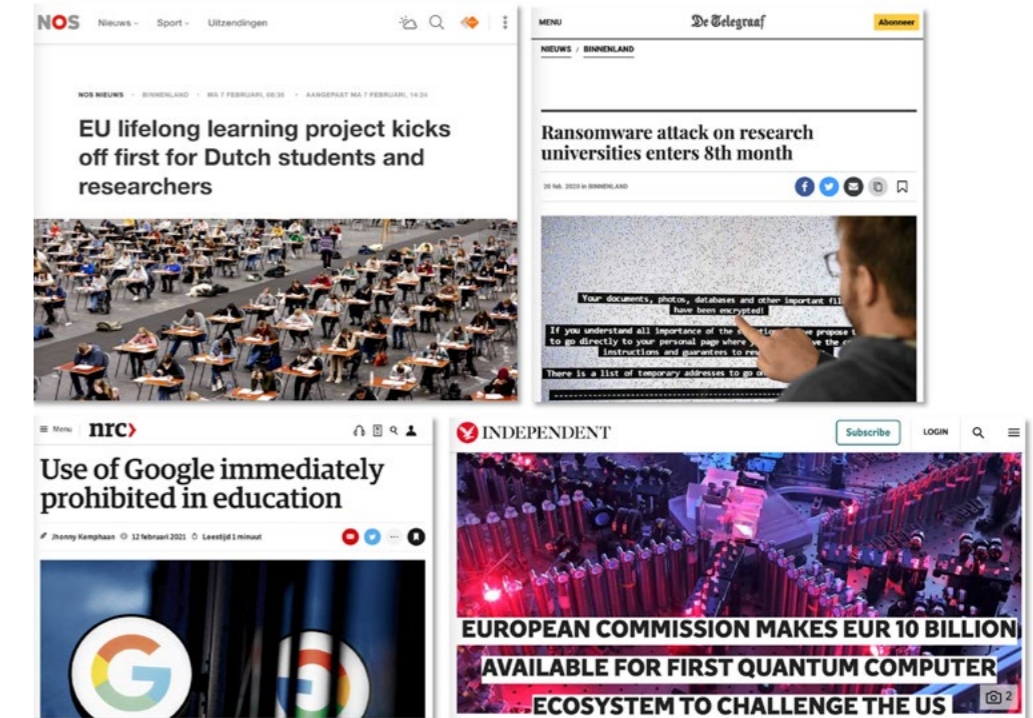 NOS Nieuws Sport Uitzendingen
NOS NIEUWS • BINNENLAND • MA 7 FEBRUARI, 08:35 • AANGEPAST MA 7 FEBRUARI, 14:34
EU lifelong learning project kicks
off first for Dutch students and
researchers
MENU De Telegraaf Abonneer
NIEUWS / BINNENLAND
Ransomware attack on research
universities enters 8th month
20 feb. 2023 in BINNENLAND
Your documents, photos, databases and other important fil
have been encrypted!
If you understand all importance of the propose t
to go directly to your personal page where the
instructions and guarantees to
There is a list of temporary addresses to go
Menu nrc>
Use of Google immediately
prohibited in education
Jhonny Kemphaan 12 februari 2021 Leestijd 1 minuut
INDEPENDENT Subscribe LOGIN
EUROPEAN COMMISSION MAKES EUR 10 BILLION
AVAILABLE FOR FIRST QUANTUM COMPUTER
ECOSYSTEM TO CHALLENGE THE US
2